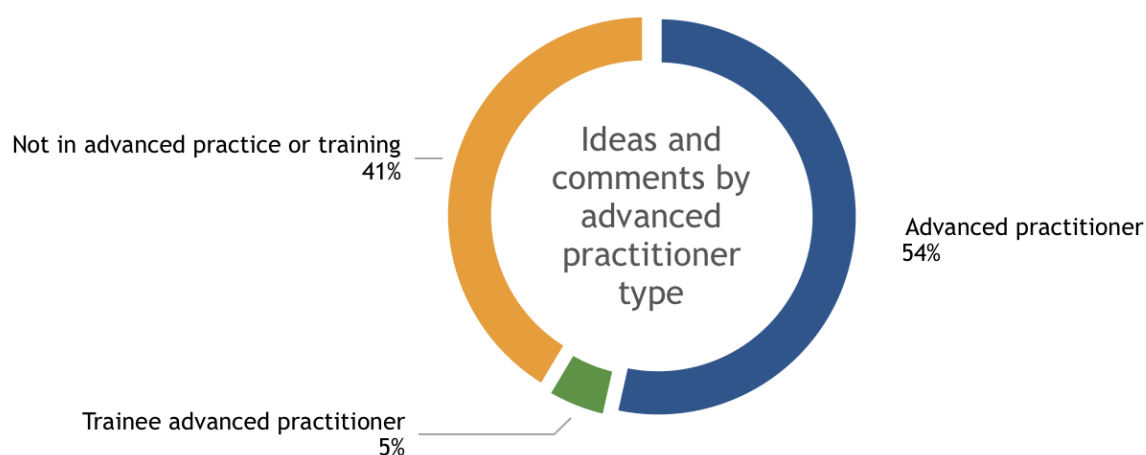 Ideas and
comments by
advanced
practitioner
type
Not in advanced practice or training
41%
Advanced practitioner
54%
Trainee advanced practitioner
5%